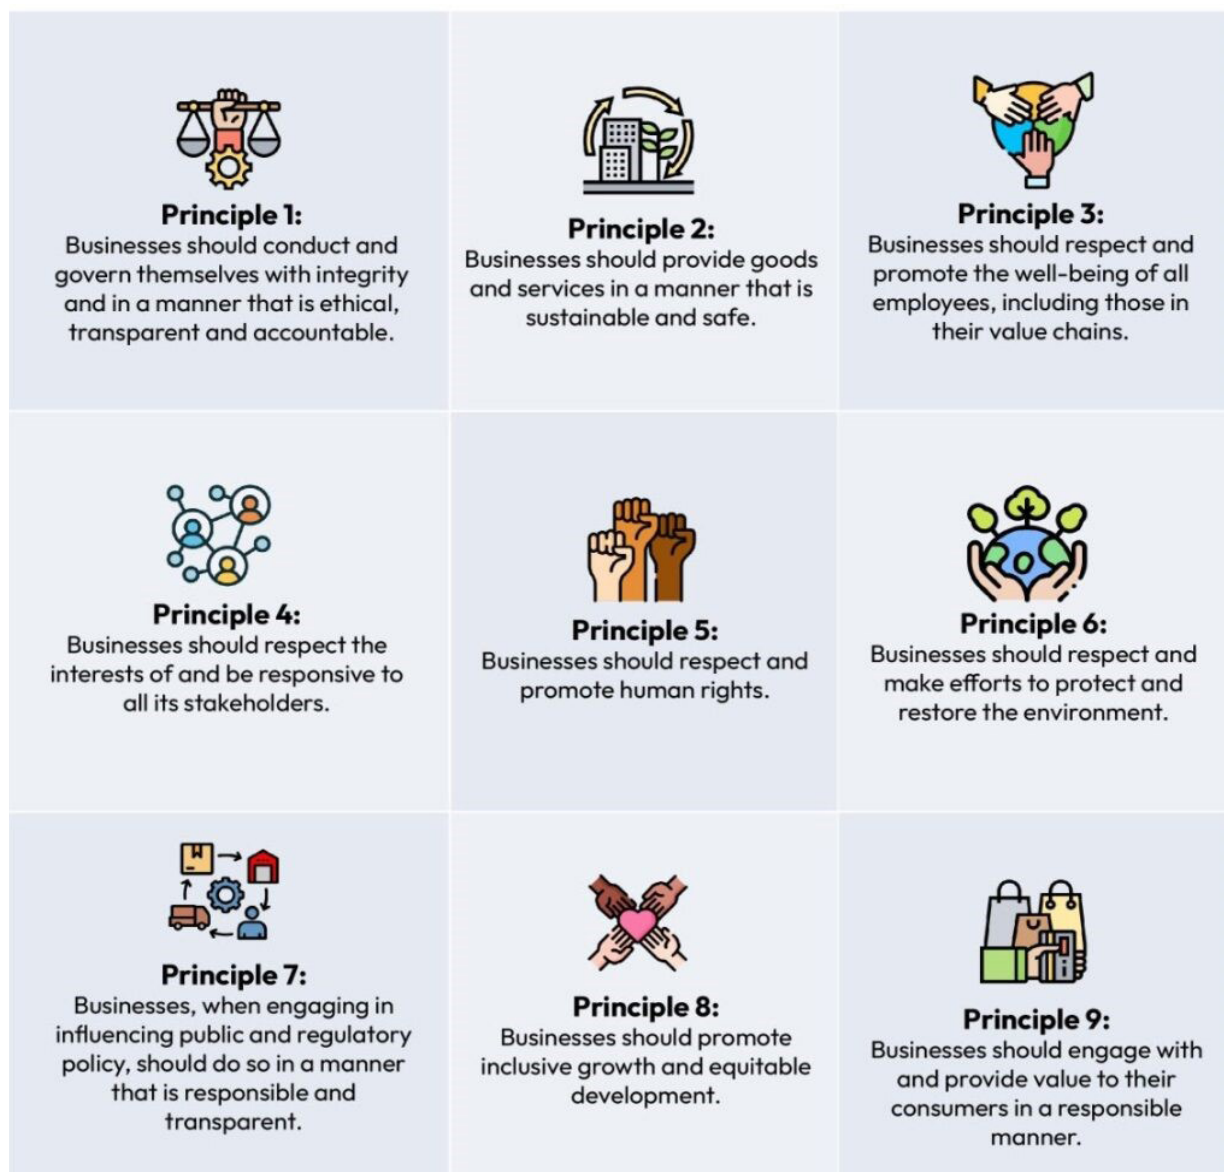 Principle 1:
Businesses should conduct and
govern themselves with integrity
and in a manner that is ethical,
transparent and accountable.
Principle 2:
Businesses should provide goods
and services in a manner that is
sustainable and safe.
Principle 3:
Businesses should respect and
promote the well-being of all
employees, including those in
their value chains.
Principle 4:
Businesses should respect the
interests of and be responsive to
all its stakeholders.
Principle 5:
Businesses should respect and
promote human rights.
Principle 6:
Businesses should respect and
make efforts to protect and
restore the environment.
Principle 7:
Businesses, when engaging in
influencing public and regulatory
policy, should do so in a manner
that is responsible and
transparent.
Principle 8:
Businesses should promote
inclusive growth and equitable
development.
Principle 9:
Businesses should engage with
and provide value to their
consumers in a responsible
manner.